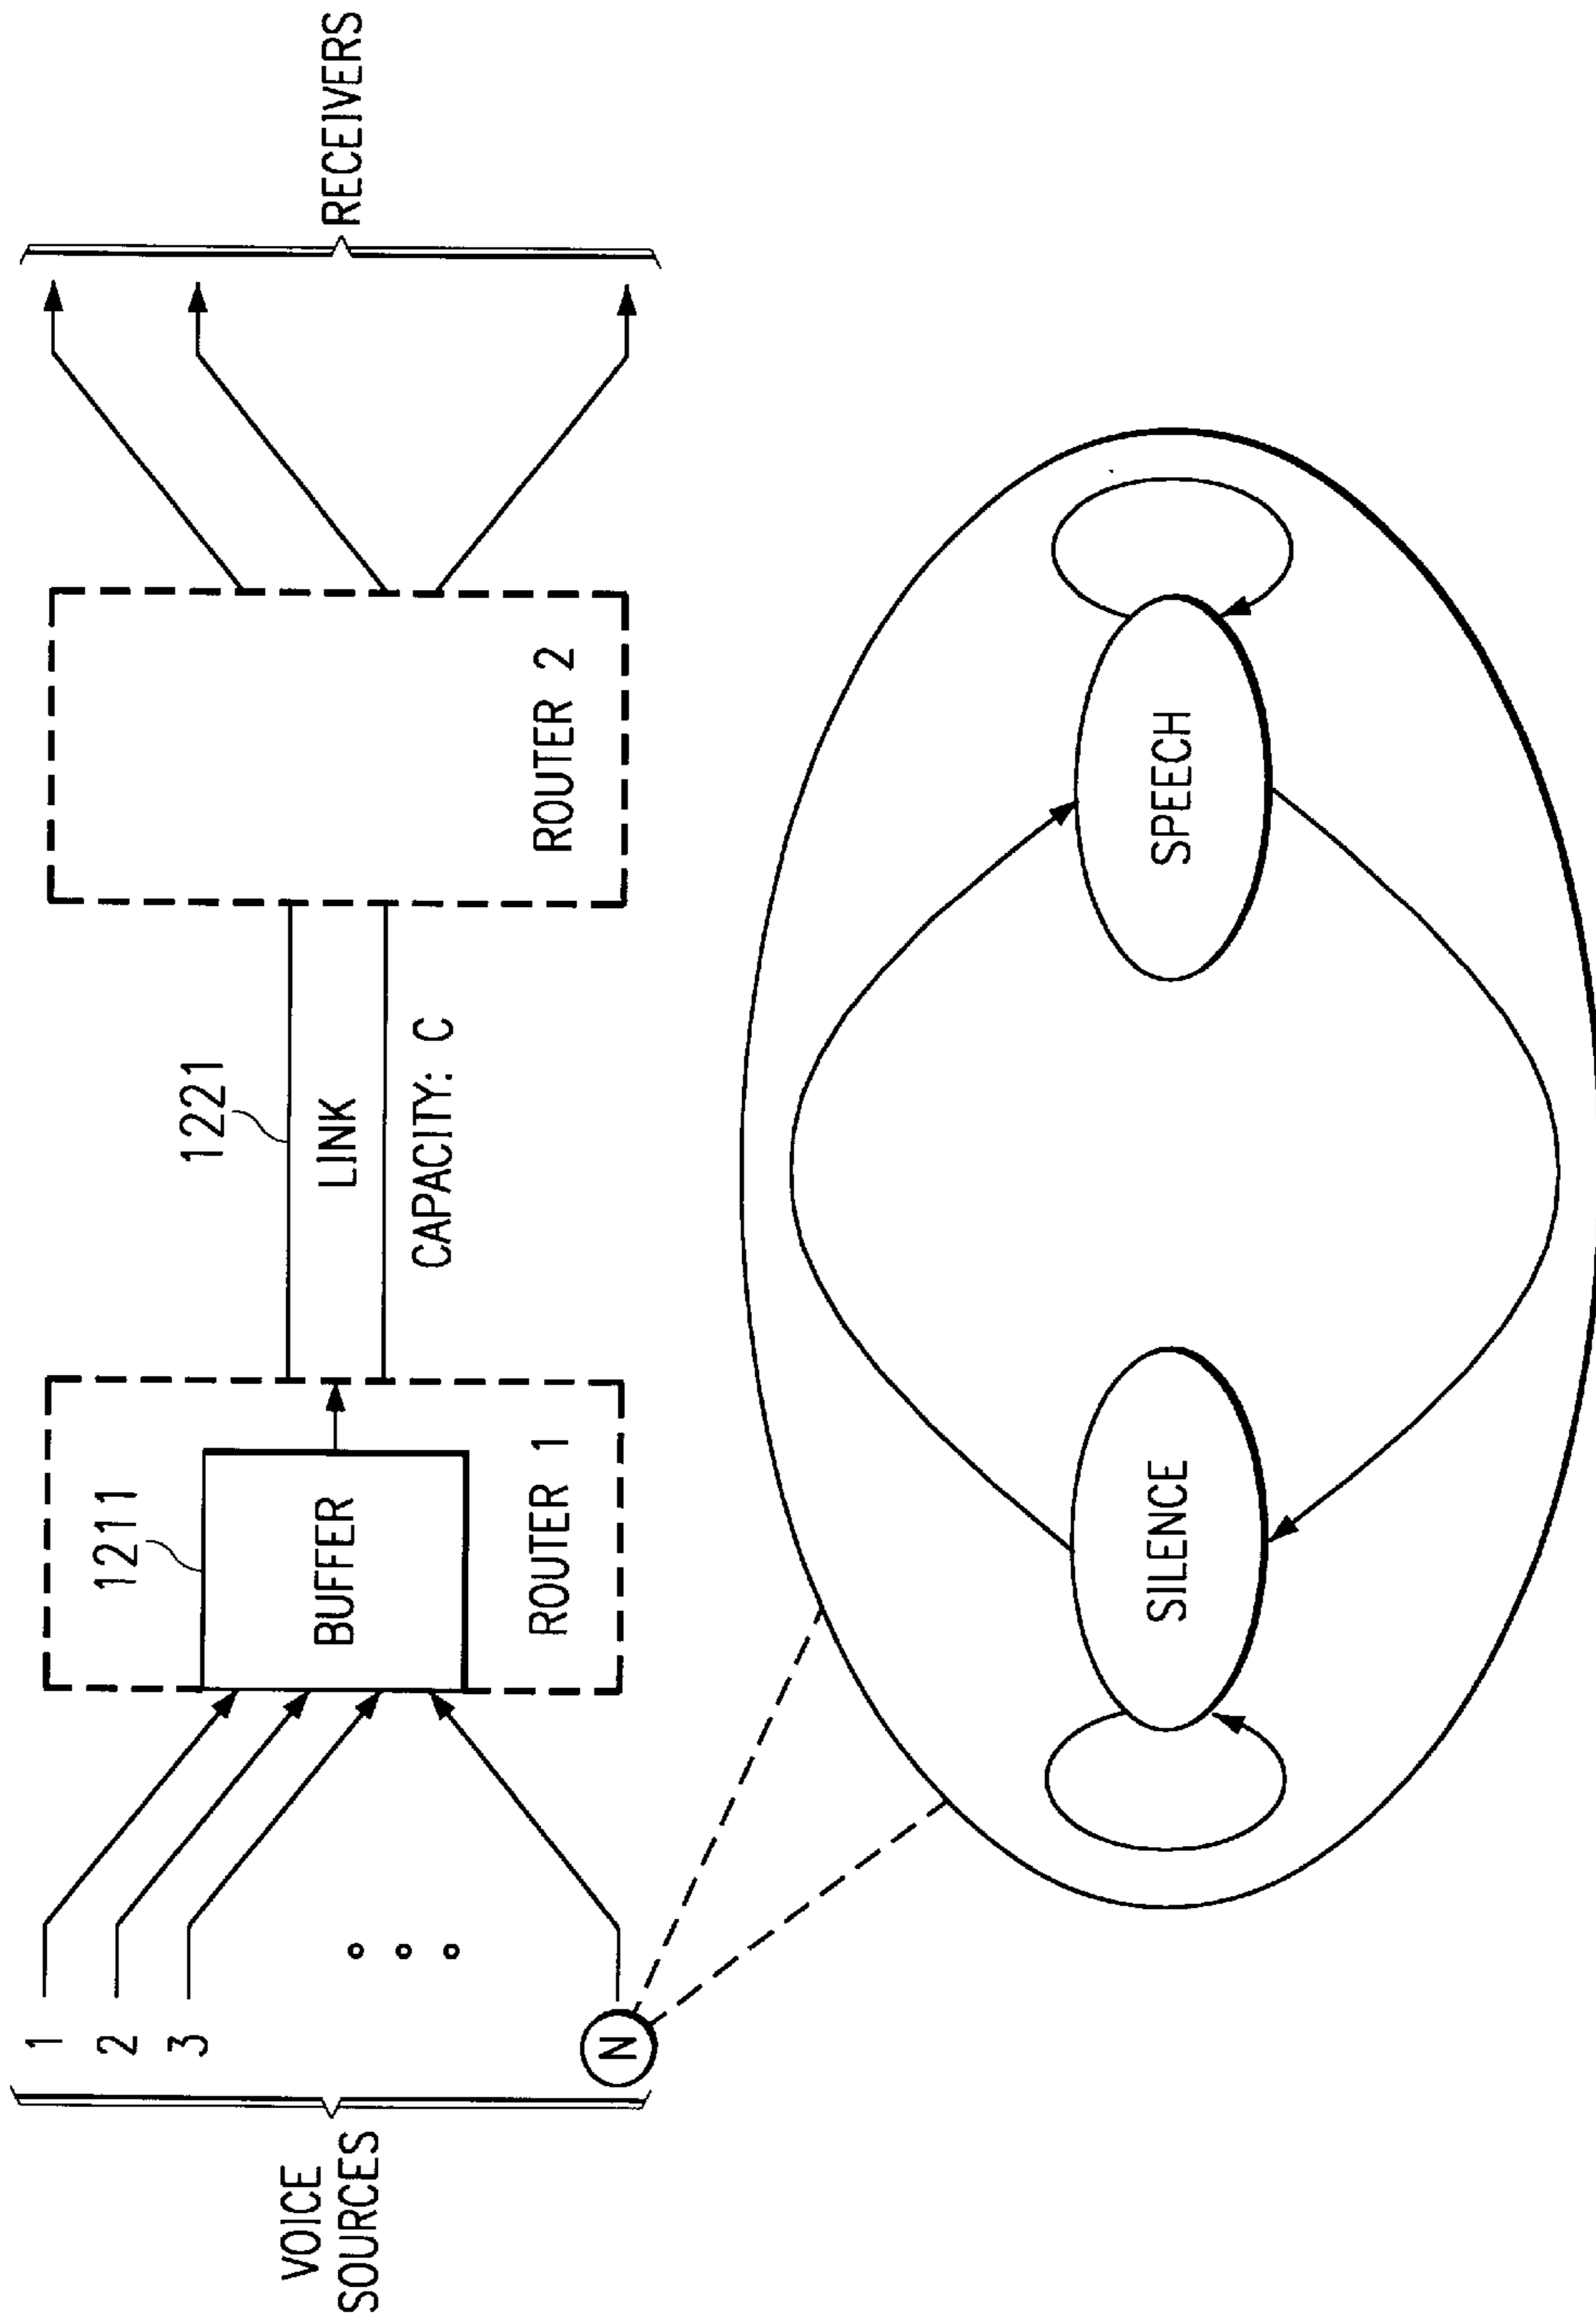 VOICE
SOURCES
1
2
3
N
1211
BUFFER
ROUTER 1
1221
LINK
CAPACITY: C
ROUTER 2
RECEIVERS
SILENCE
SPEECH